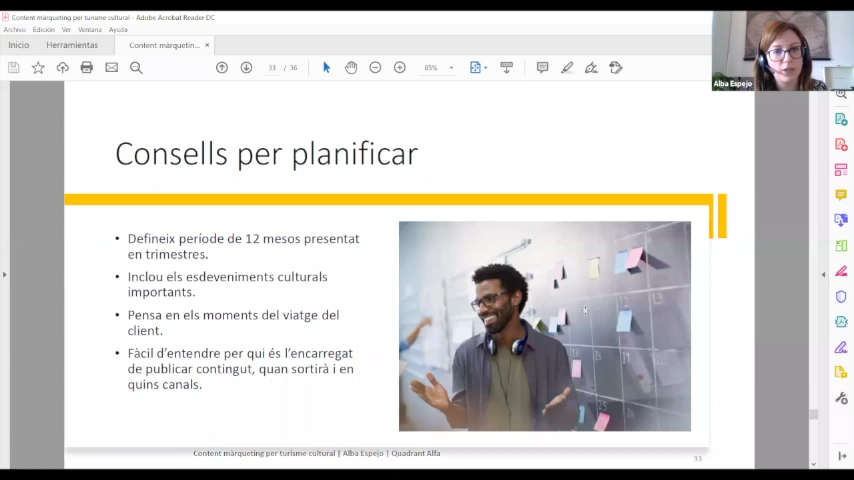 Content màrqueting per turisme cultural - Adobe Acrobat Reader DC
Archivo Edición Ver Ventana Ayuda
Inicio Herramientas Content màrquetin... ×
31 / 36 85%
Alba Espejo
Consells per planificar
• Defineix període de 12 mesos presentat
en trimestres.
• Inclou els esdeveniments culturals
importants.
• Pensa en els moments del viatge del
client.
• Fàcil d'entendre per qui és l'encarregat
de publicar contingut, quan sortirà i en
quins canals.
Content màrqueting per turisme cultural | Alba Espejo | Quadrant Alfa
33